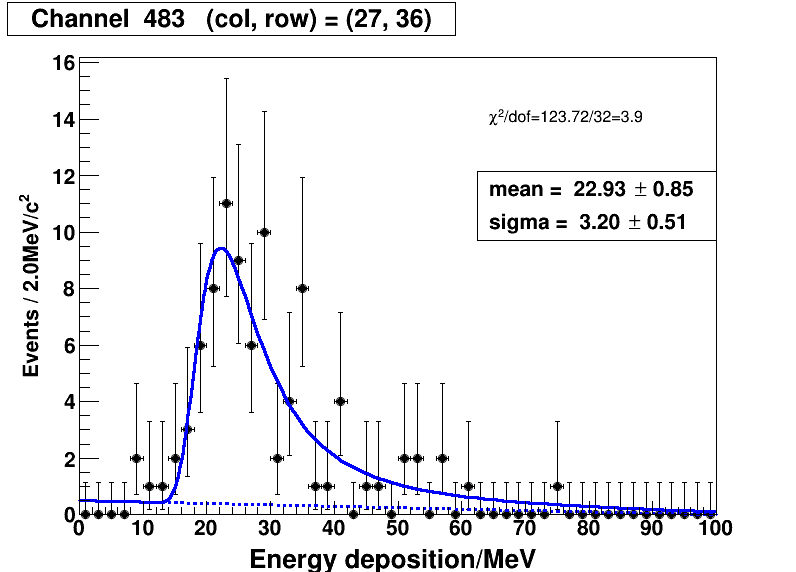 Channel 483 (col, row) = (27, 36)
χ²/dof=123.72/32=3.9
mean = 22.93 ± 0.85
sigma = 3.20 ± 0.51
Events / 2.0MeV/c²
16
14
12
10
8
6
4
2
0
0 10 20 30 40 50 60 70 80 90 100
Energy deposition/MeV